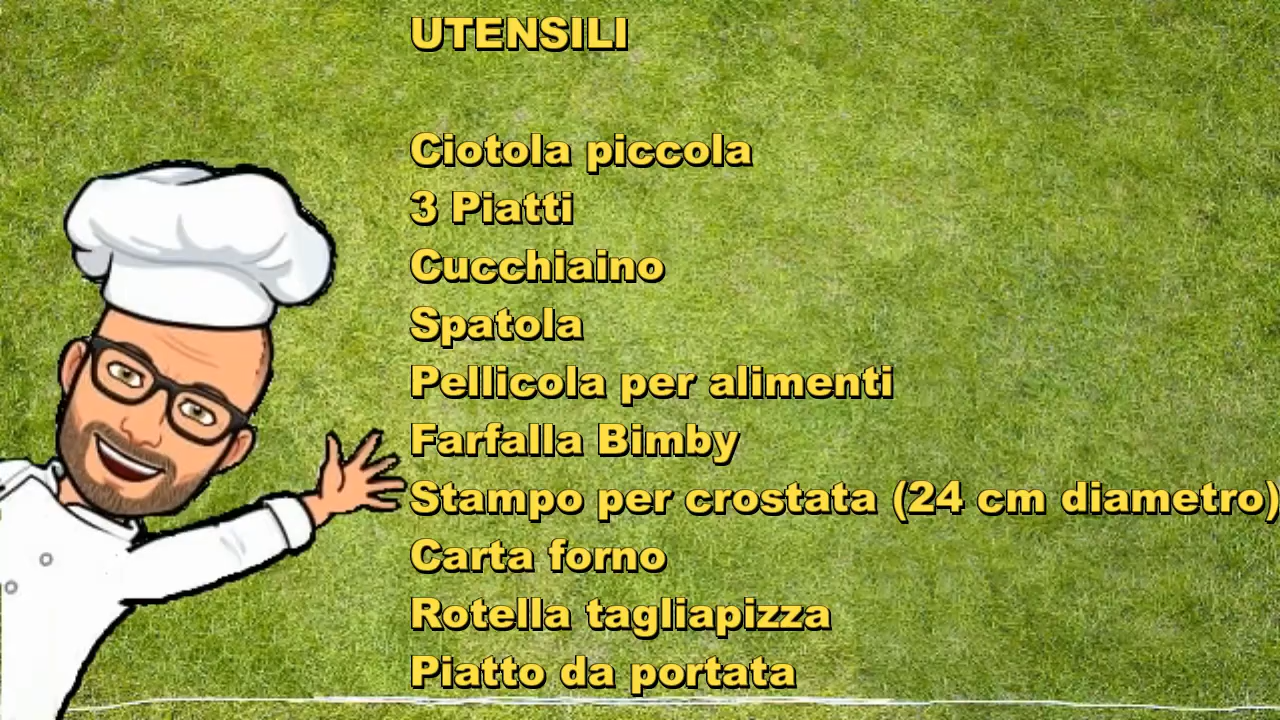 UTENSILI
Ciotola piccola
3 Piatti
Cucchiaino
Spatola
Pellicola per alimenti
Farfalla Bimby
Stampo per crostata (24 cm diametro)
Carta forno
Rotella tagliapizza
Piatto da portata